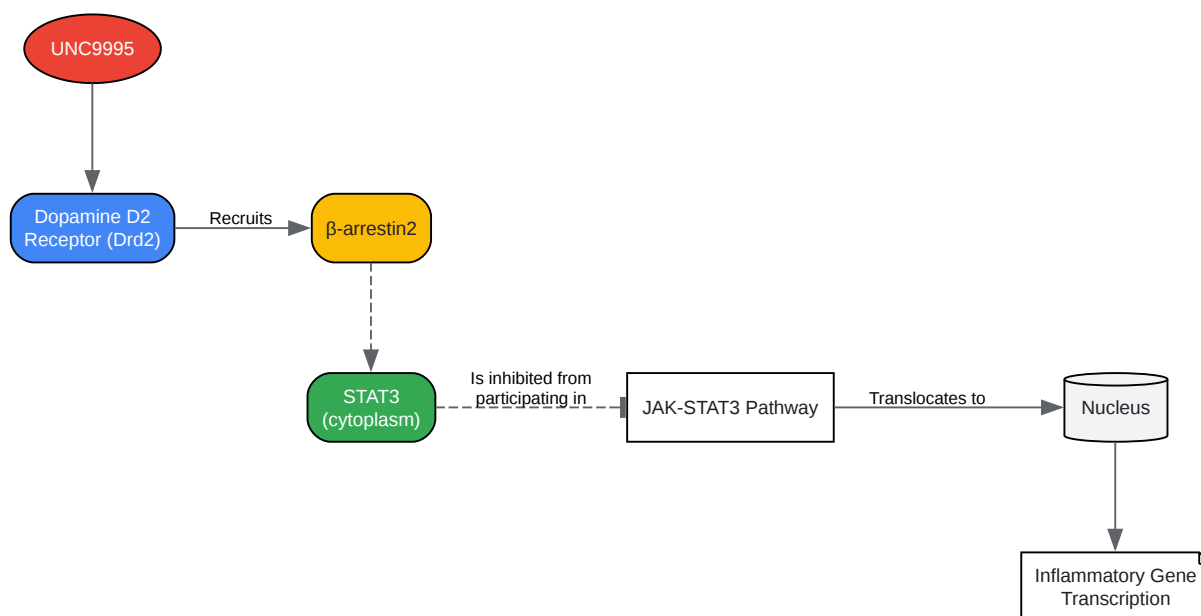 UNC9995
Dopamine D2
Receptor (Drd2)
Recruits
β-arrestin2
STAT3
(cytoplasm)
Is inhibited from
participating in
JAK-STAT3 Pathway
Translocates to
Nucleus
Inflammatory Gene
Transcription